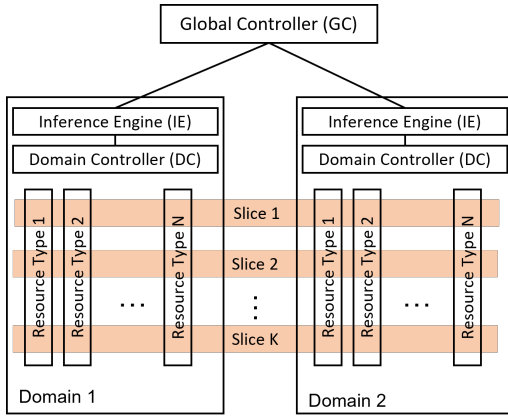 Global Controller (GC)
Inference Engine (IE)
Domain Controller (DC)
Resource Type 1
Resource Type 2
...
Resource Type N
Domain 1
Slice 1
Slice 2
...
Slice K
Inference Engine (IE)
Domain Controller (DC)
Resource Type 1
Resource Type 2
...
Resource Type N
Domain 2